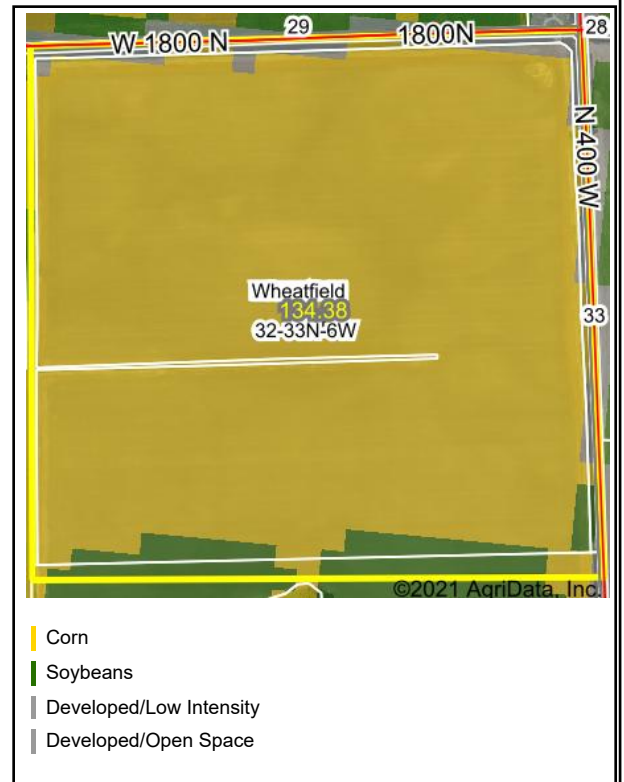 29
28
W 1800 N
1800N
N 400 W
Wheatfield
134.38
32-33N-6W
33
©2021 AgriData, Inc.
Corn
Soybeans
Developed/Low Intensity
Developed/Open Space